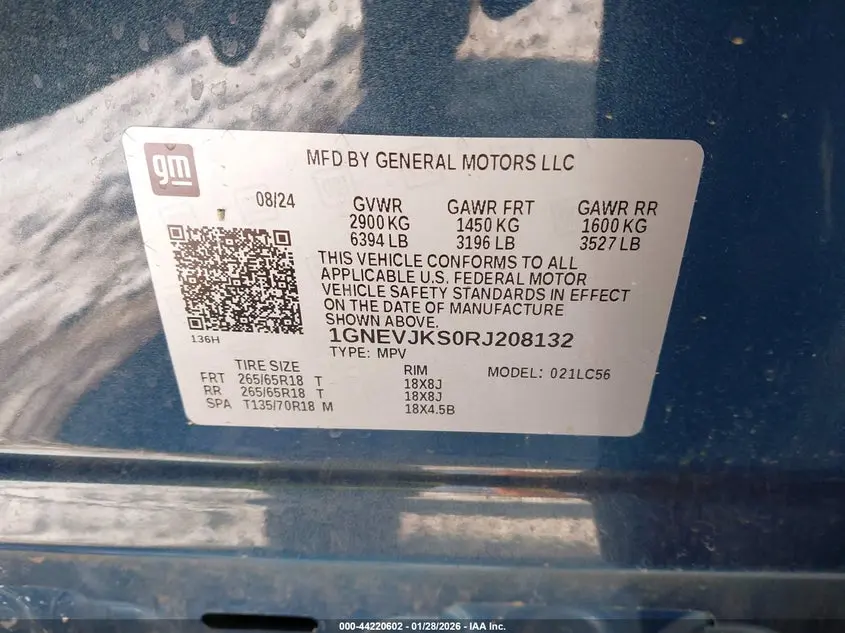 gm
MFD BY GENERAL MOTORS LLC
08/24
GVWR GAWR FRT GAWR RR
2900 KG 1450 KG 1600 KG
6394 LB 3196 LB 3527 LB
THIS VEHICLE CONFORMS TO ALL
APPLICABLE U.S. FEDERAL MOTOR
VEHICLE SAFETY STANDARDS IN EFFECT
ON THE DATE OF MANUFACTURE
SHOWN ABOVE.
136H
1GNEVJKS0RJ208132
TYPE: MPV
TIRE SIZE RIM MODEL: 021LC56
FRT 265/65R18 T 18X8J
RR 265/65R18 T 18X8J
SPA T135/70R18 M 18X4.5B
000-44220602 - 01/28/2026 - IAA Inc.